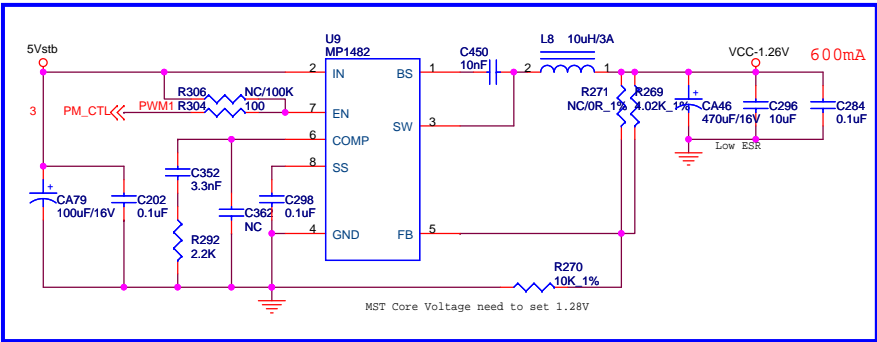 U9
MP1482
5Vstb
C450
10nF
L8 10uH/3A
VCC-1.26V
600mA
2 IN
BS 1
2 1
R306 NC/100K
R271
NC/0R_1%
R269
4.02K_1%
CA46
470uF/16V
C296
10uF
C284
0.1uF
3 PM_CTL PWM1 R304 100
7 EN
6 COMP
SW 3
Low ESR
8 SS
C352
3.3nF
CA79
100uF/16V
C202
0.1uF
C362
NC
C298
0.1uF
4 GND
FB 5
R292
2.2K
R270
10K_1%
MST Core Voltage need to set 1.28V
+
+